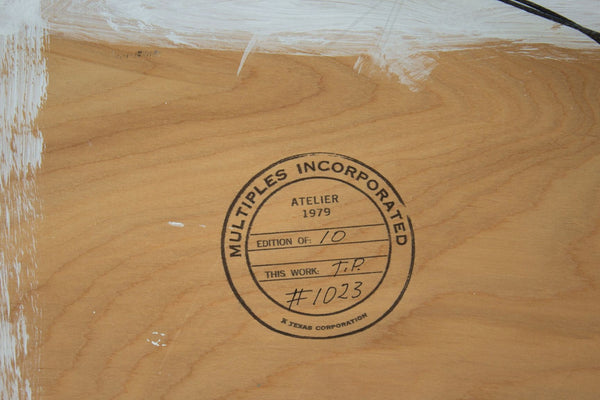 MULTIPLES INCORPORATED
ATELIER
1979
EDITION OF: 10
THIS WORK: T.P.
#1023
A TEXAS CORPORATION